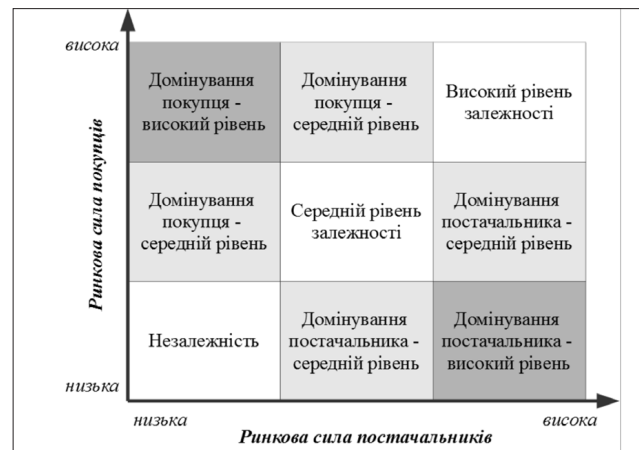 висока
Домінування
покупця -
високий рівень
Домінування
покупця -
середній рівень
Високий рівень
залежності
Домінування
покупця -
середній рівень
Середній рівень
залежності
Домінування
постачальника -
середній рівень
Незалежність
Домінування
постачальника -
середній рівень
Домінування
постачальника -
високий рівень
Ринкова сила покупців
низька
низька
висока
Ринкова сила постачальників